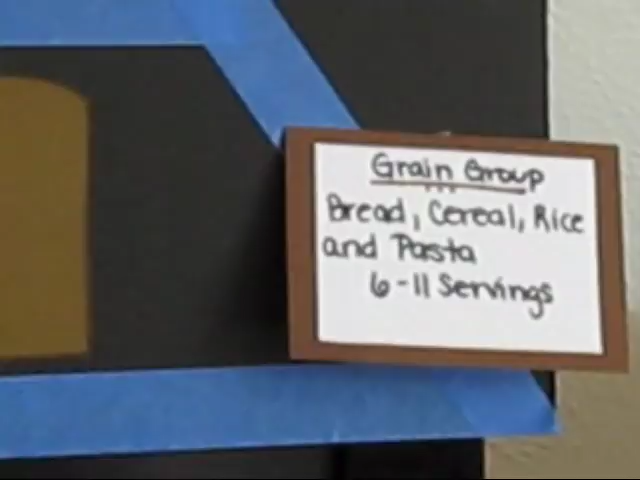 Grain Group
Bread, Cereal, Rice
and Pasta
6-11 Servings